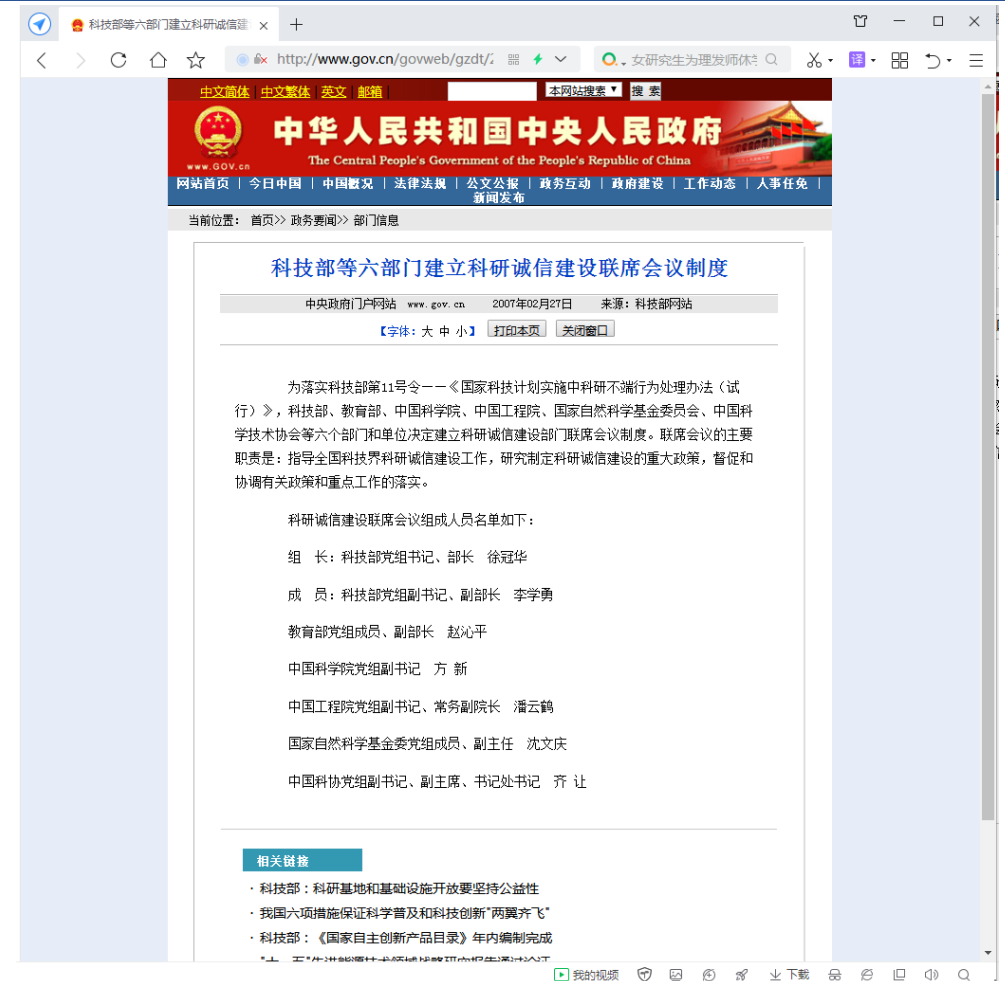 科技部等六部门建立科研诚信建
http://www.gov.cn/govweb/gzdt/
女研究生为理发师休学
译
中文简体 | 中文繁体 | 英文 | 邮箱 |
本网站搜索 ▼ 搜 索
中华人民共和国中央人民政府
The Central People's Government of the People's Republic of China
www.GOV.cn
网站首页 | 今日中国 | 中国概况 | 法律法规 | 公文公报 | 政务互动 | 政府建设 | 工作动态 | 人事任免 |
新闻发布
当前位置： 首页>> 政务要闻>> 部门信息
科技部等六部门建立科研诚信建设联席会议制度
中央政府门户网站 www.gov.cn 2007年02月27日 来源：科技部网站
【字体：大 中 小】 打印本页 关闭窗口
为落实科技部第11号令——《国家科技计划实施中科研不端行为处理办法（试
行）》，科技部、教育部、中国科学院、中国工程院、国家自然科学基金委员会、中国科
学技术协会等六个部门和单位决定建立科研诚信建设部门联席会议制度。联席会议的主要
职责是：指导全国科技界科研诚信建设工作，研究制定科研诚信建设的重大政策，督促和
协调有关政策和重点工作的落实。
科研诚信建设联席会议组成人员名单如下：
组 长：科技部党组书记、部长 徐冠华
成 员：科技部党组副书记、副部长 李学勇
教育部党组成员、副部长 赵沁平
中国科学院党组副书记 方 新
中国工程院党组副书记、常务副院长 潘云鹤
国家自然科学基金委党组成员、副主任 沈文庆
中国科协党组副书记、副主席、书记处书记 齐 让
相关链接
· 科技部：科研基地和基础设施开放要坚持公益性
· 我国六项措施保证科学普及和科技创新"两翼齐飞"
· 科技部：《国家自主创新产品目录》年内编制完成
"十一五"先进能源技术领域战略研究报告通过论证
我的视频
下载